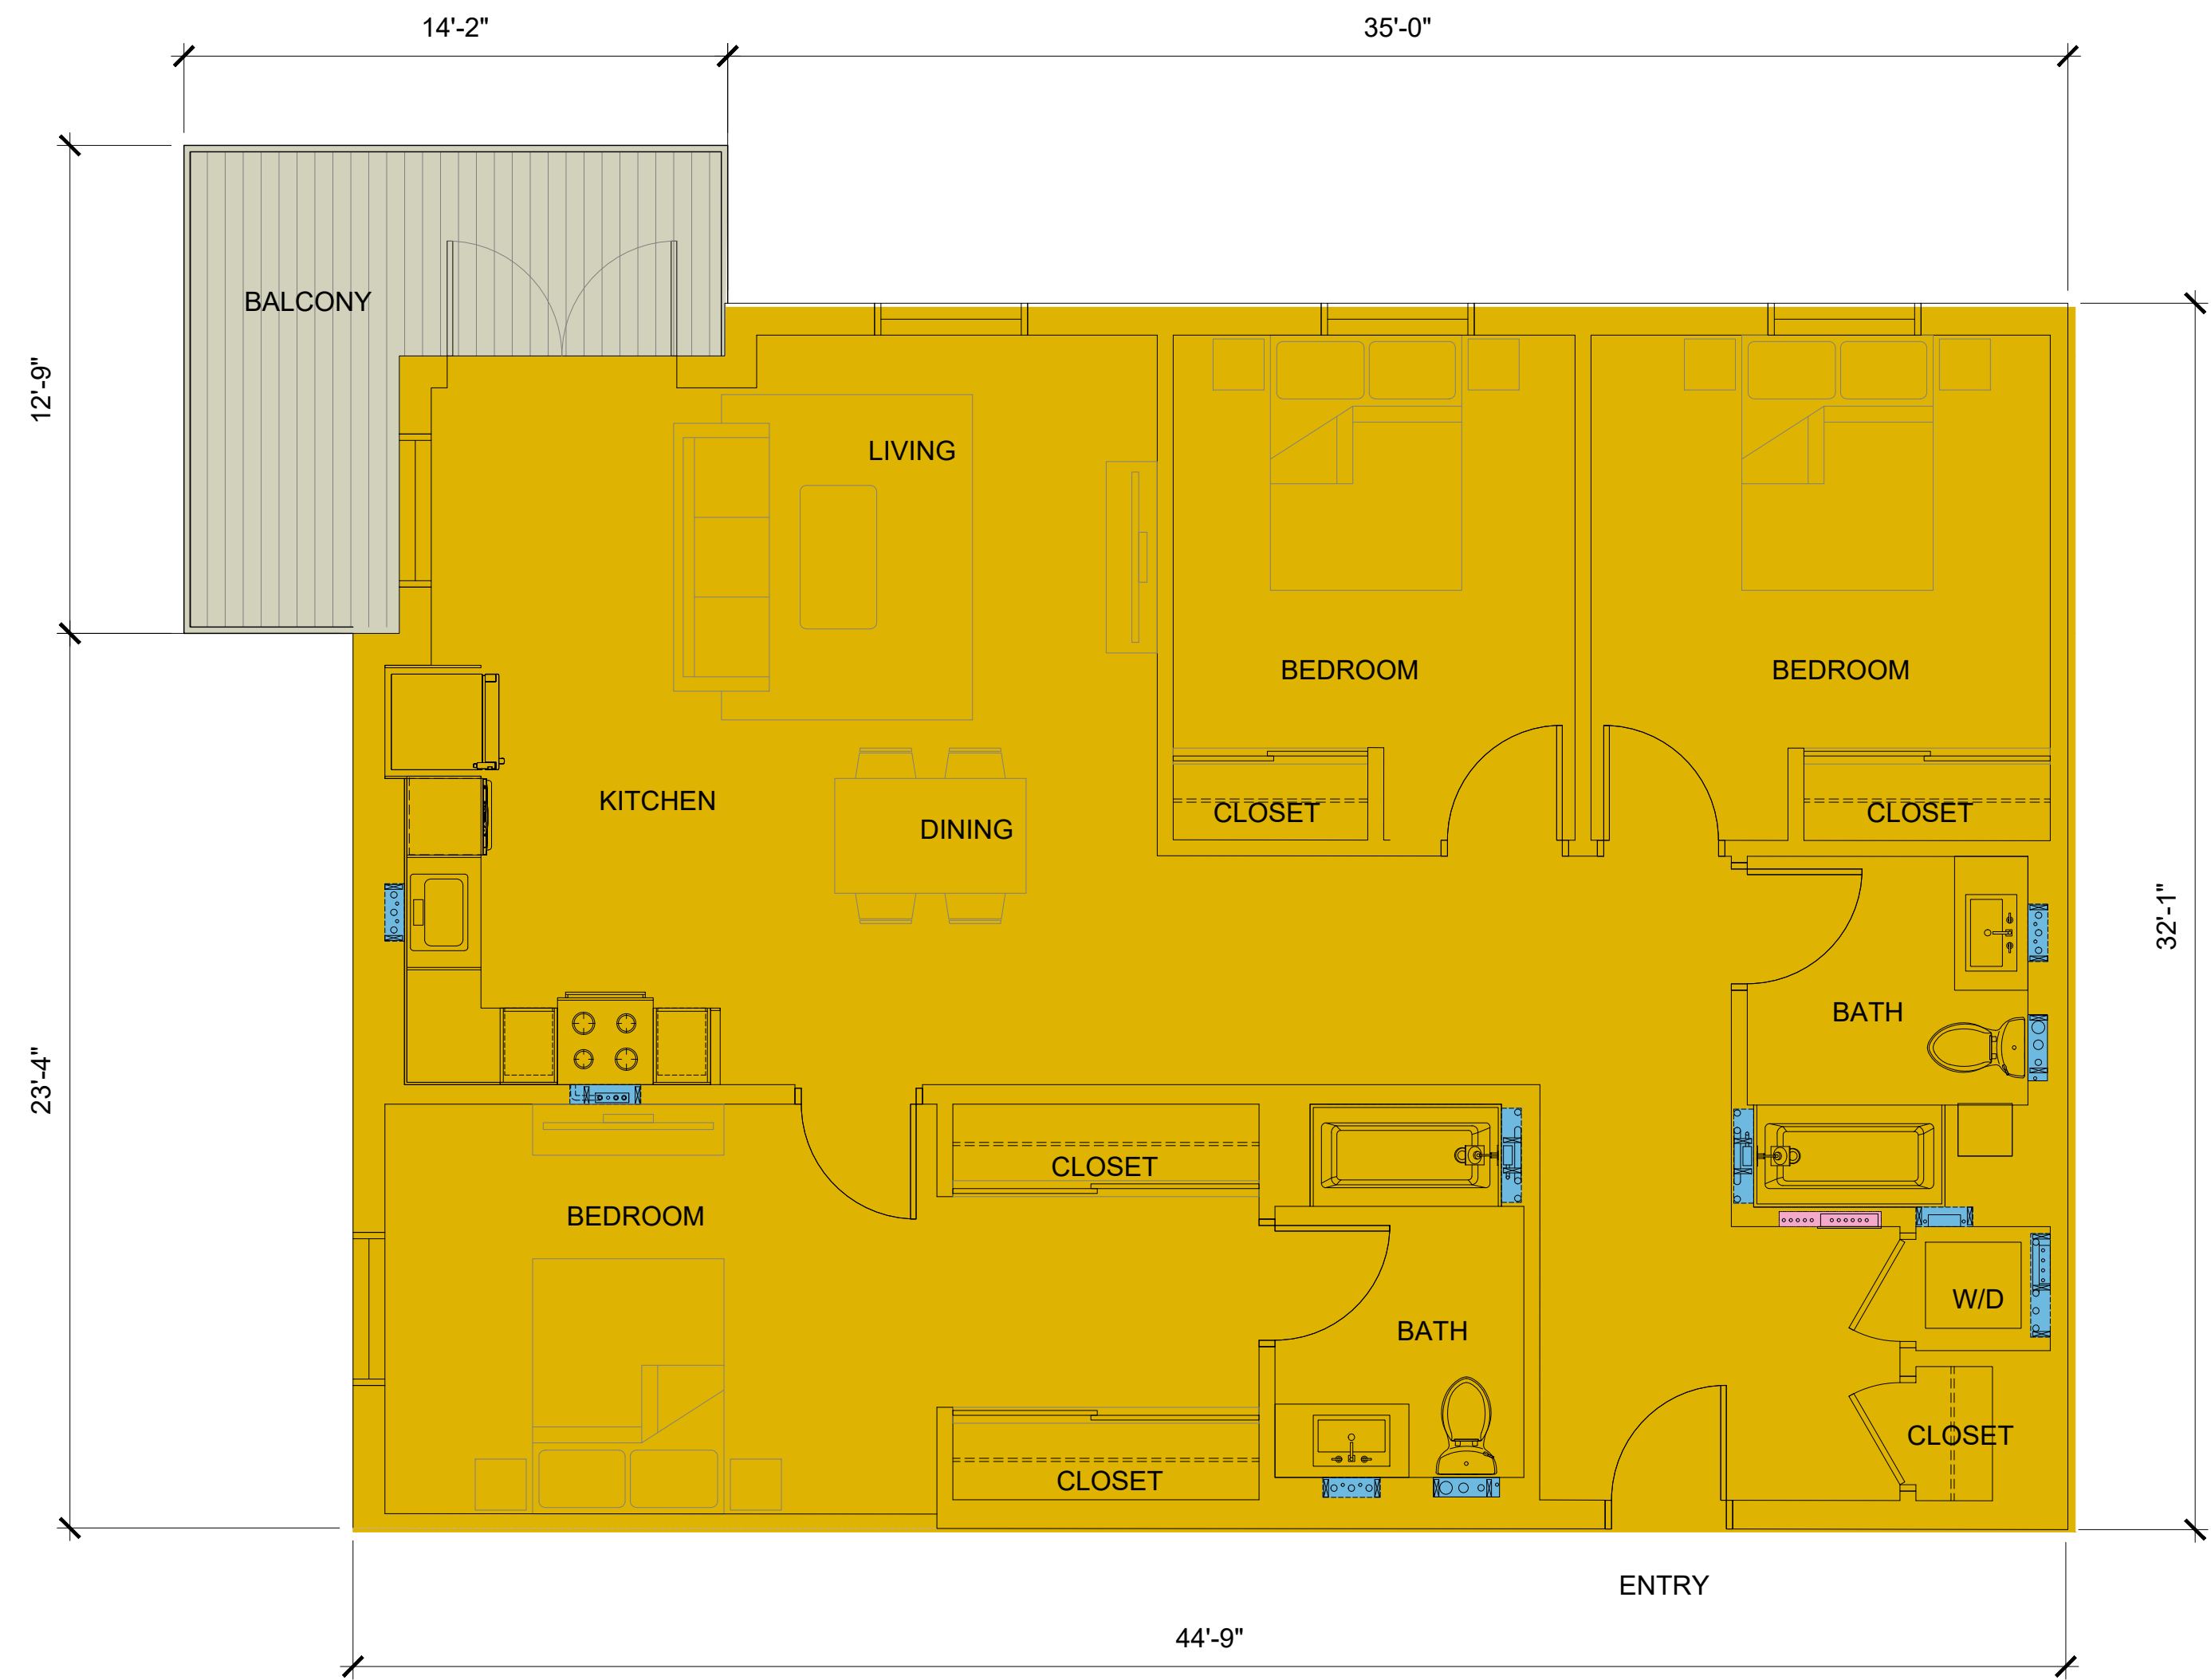 14'-2"
35'-0"
BALCONY
12'-9"
LIVING
BEDROOM
BEDROOM
KITCHEN
DINING
CLOSET
CLOSET
32'-1"
BATH
23'-4"
CLOSET
BEDROOM
W/D
BATH
CLOSET
CLOSET
ENTRY
44'-9"